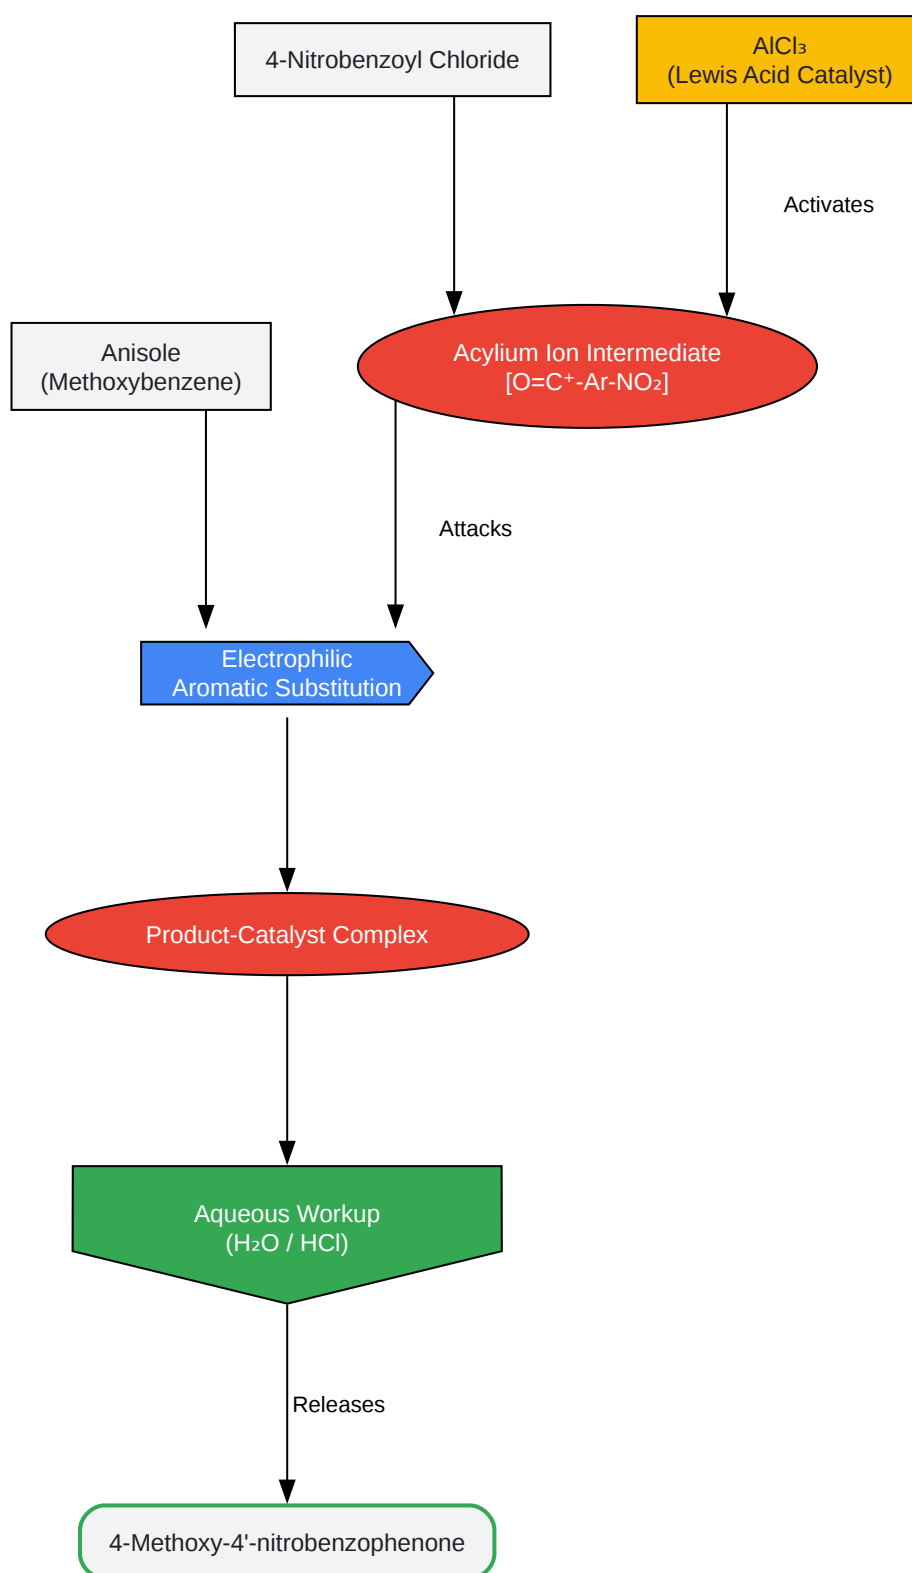 4-Nitrobenzoyl Chloride
AlCl₃
(Lewis Acid Catalyst)
Activates
Anisole
(Methoxybenzene)
Acylium Ion Intermediate
[O=C⁺-Ar-NO₂]
Attacks
Electrophilic
Aromatic Substitution
Product-Catalyst Complex
Aqueous Workup
(H₂O / HCl)
Releases
4-Methoxy-4'-nitrobenzophenone